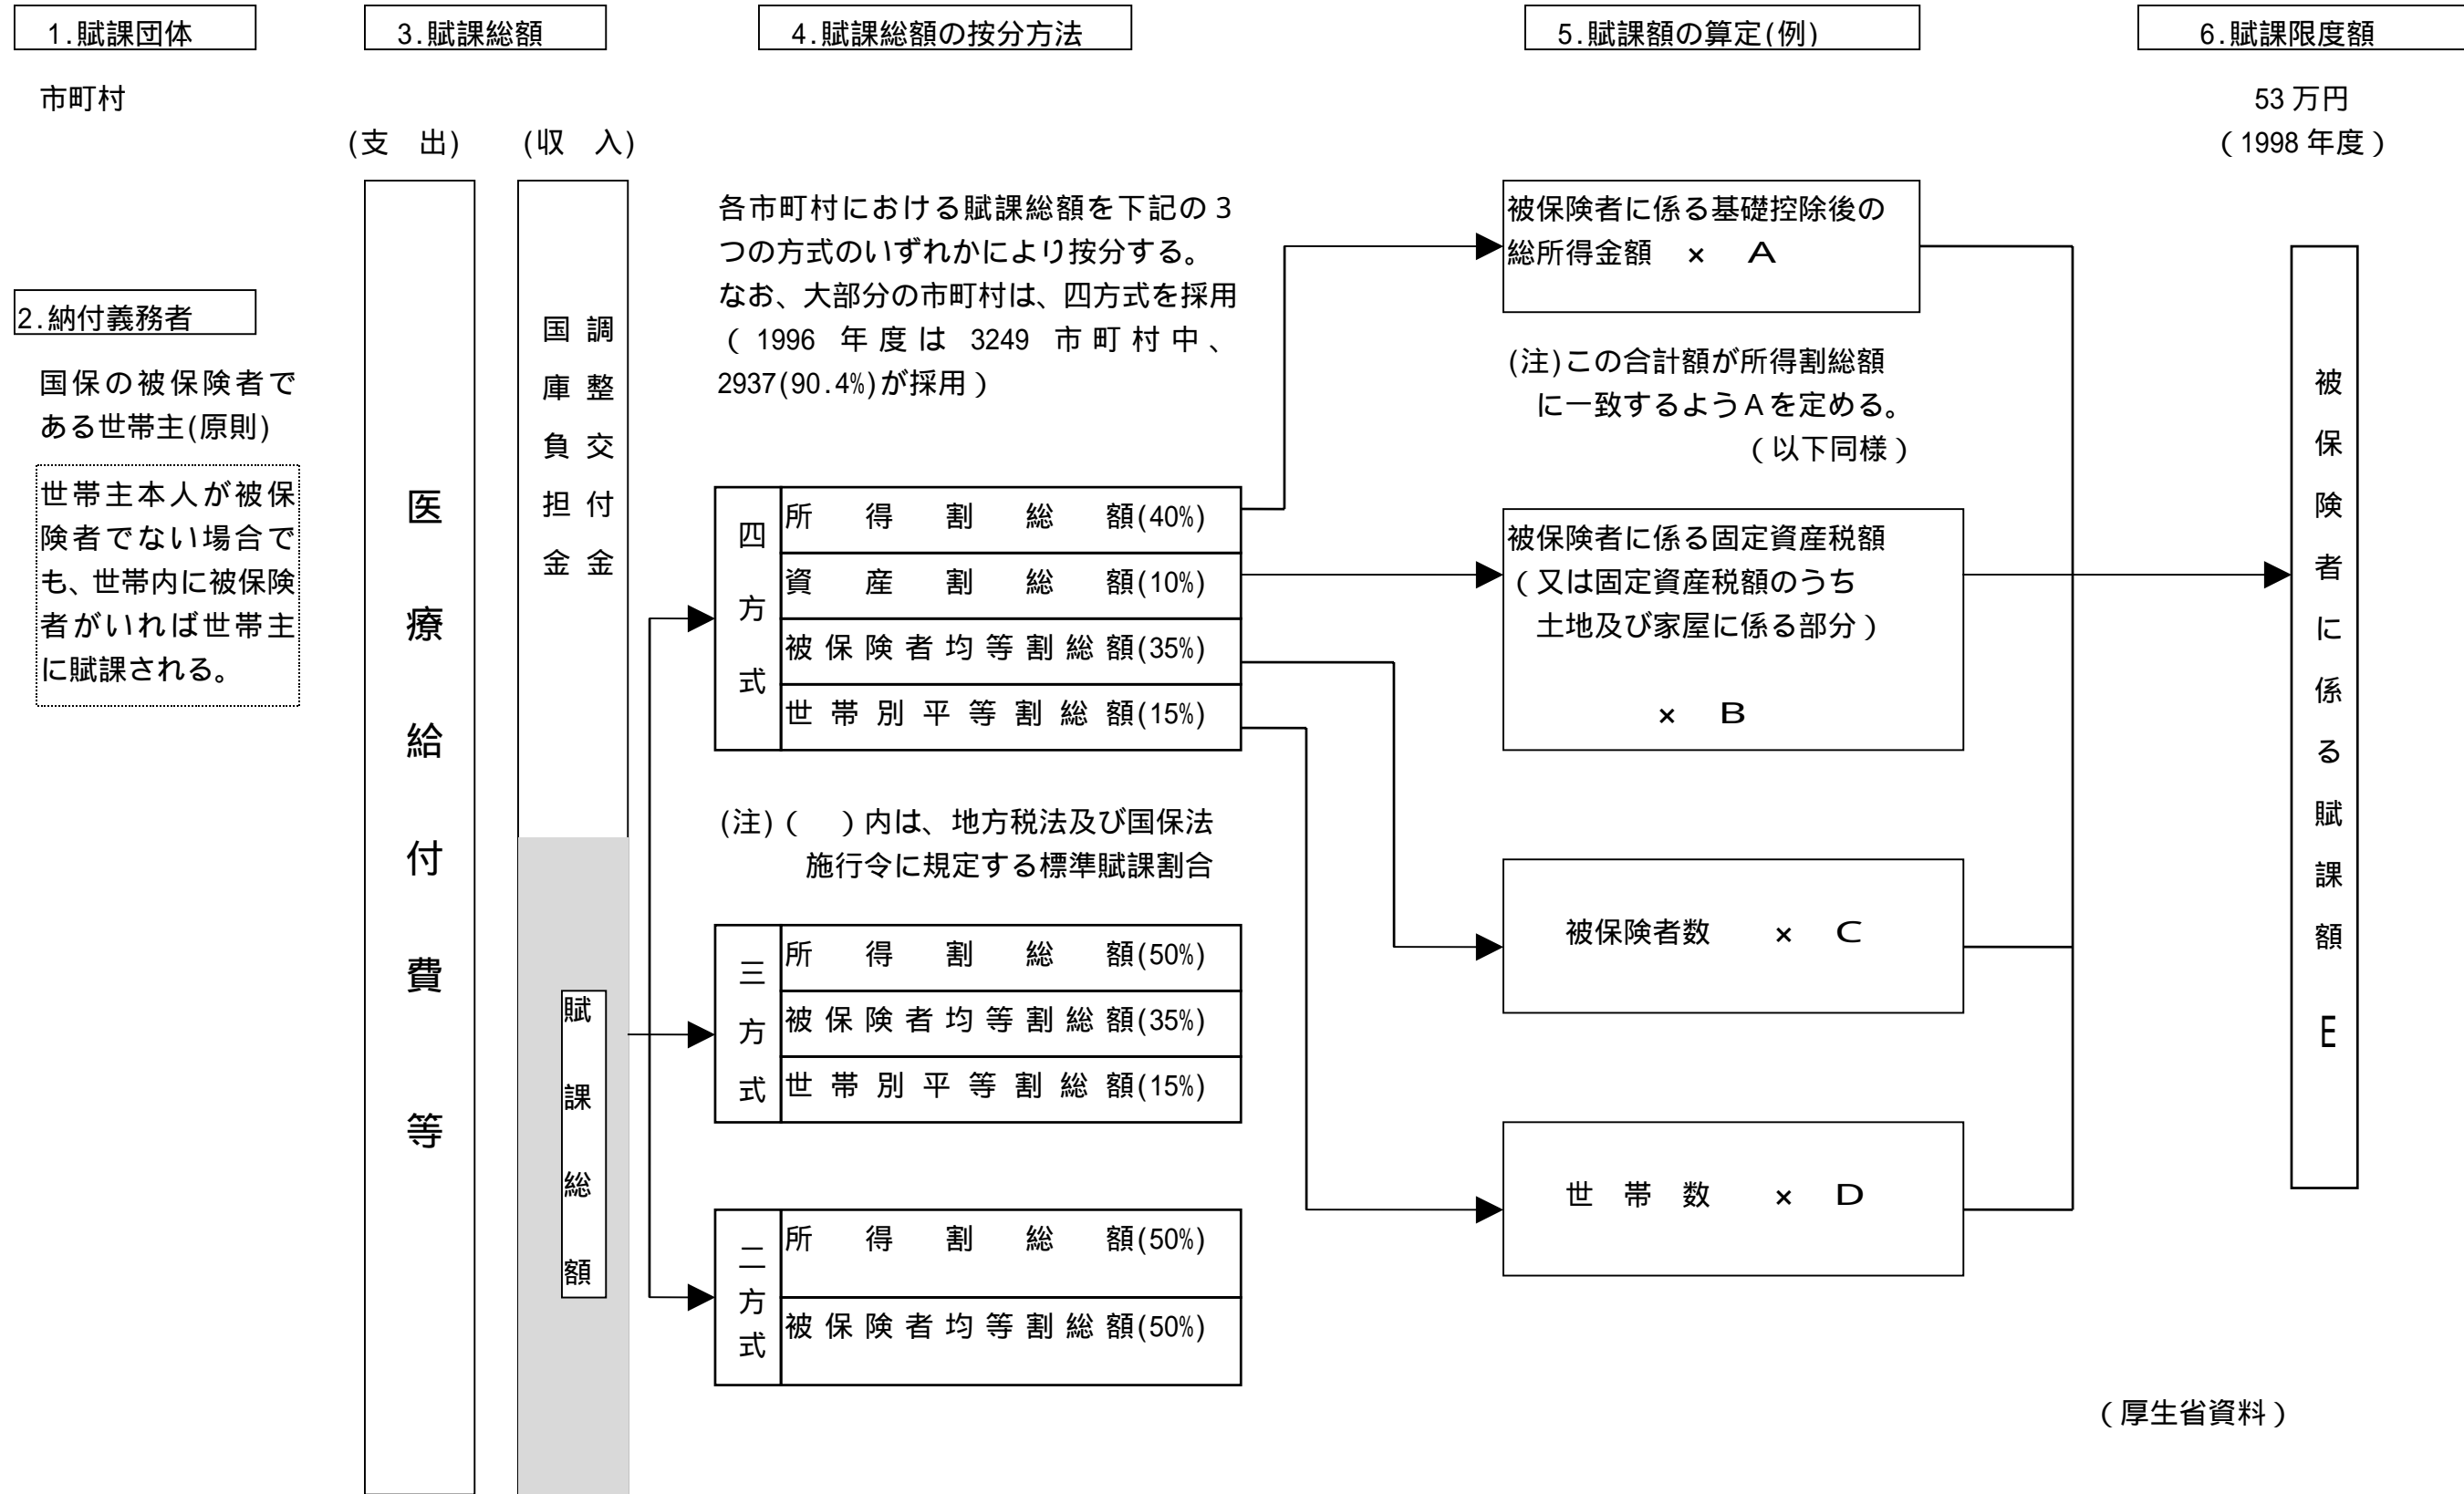 1.賦課団体
市町村
2.納付義務者
国保の被保険者で
ある世帯主(原則)
世帯主本人が被保
険者でない場合で
も、世帯内に被保険
者がいれば世帯主
に賦課される。
3.賦課総額
(支 出)
(収 入)
医療給付費等
国庫負担金
調整交付金
賦課総額
4.賦課総額の按分方法
各市町村における賦課総額を下記の3
つの方式のいずれかにより按分する。
なお、大部分の市町村は、四方式を採用
(1996 年度は 3249 市町村中、
2937(90.4%)が採用)
四方式
所得割総額(40%)
資産割総額(10%)
被保険者均等割総額(35%)
世帯別平等割総額(15%)
(注)( )内は、地方税法及び国保法
施行令に規定する標準賦課割合
三方式
所得割総額(50%)
被保険者均等割総額(35%)
世帯別平等割総額(15%)
二方式
所得割総額(50%)
被保険者均等割総額(50%)
5.賦課額の算定(例)
被保険者に係る基礎控除後の
総所得金額 × A
(注)この合計額が所得割総額
に一致するようAを定める。
(以下同様)
被保険者に係る固定資産税額
(又は固定資産税額のうち
土地及び家屋に係る部分)
× B
被保険者数 × C
世帯数 × D
6.賦課限度額
53 万円
(1998 年度)
被保険者に係る賦課額 E
(厚生省資料)